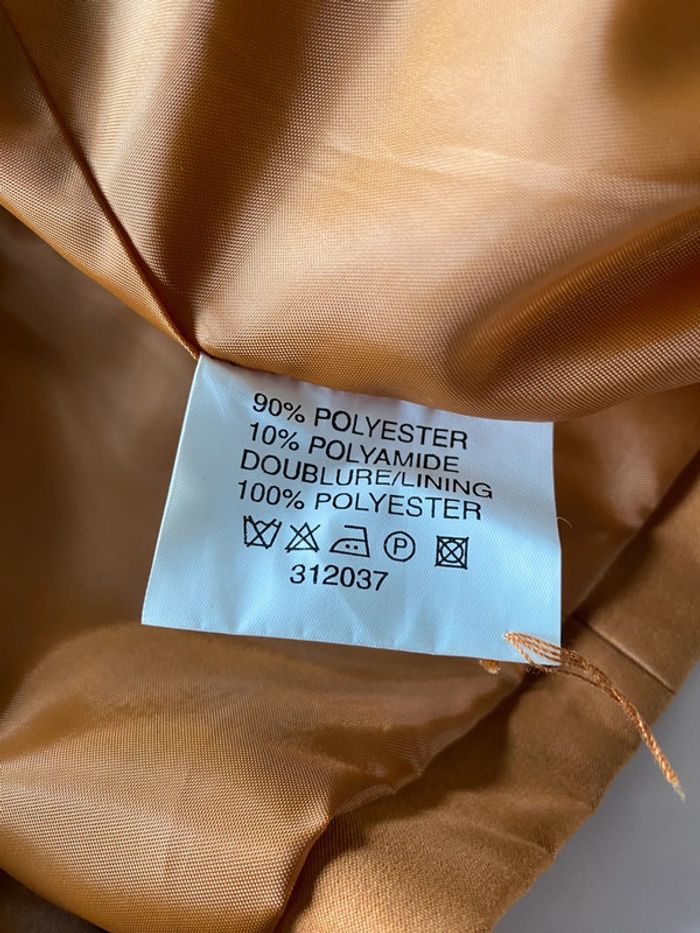 90% POLYESTER
10% POLYAMIDE
DOUBLURE/LINING
100% POLYESTER
P
312037